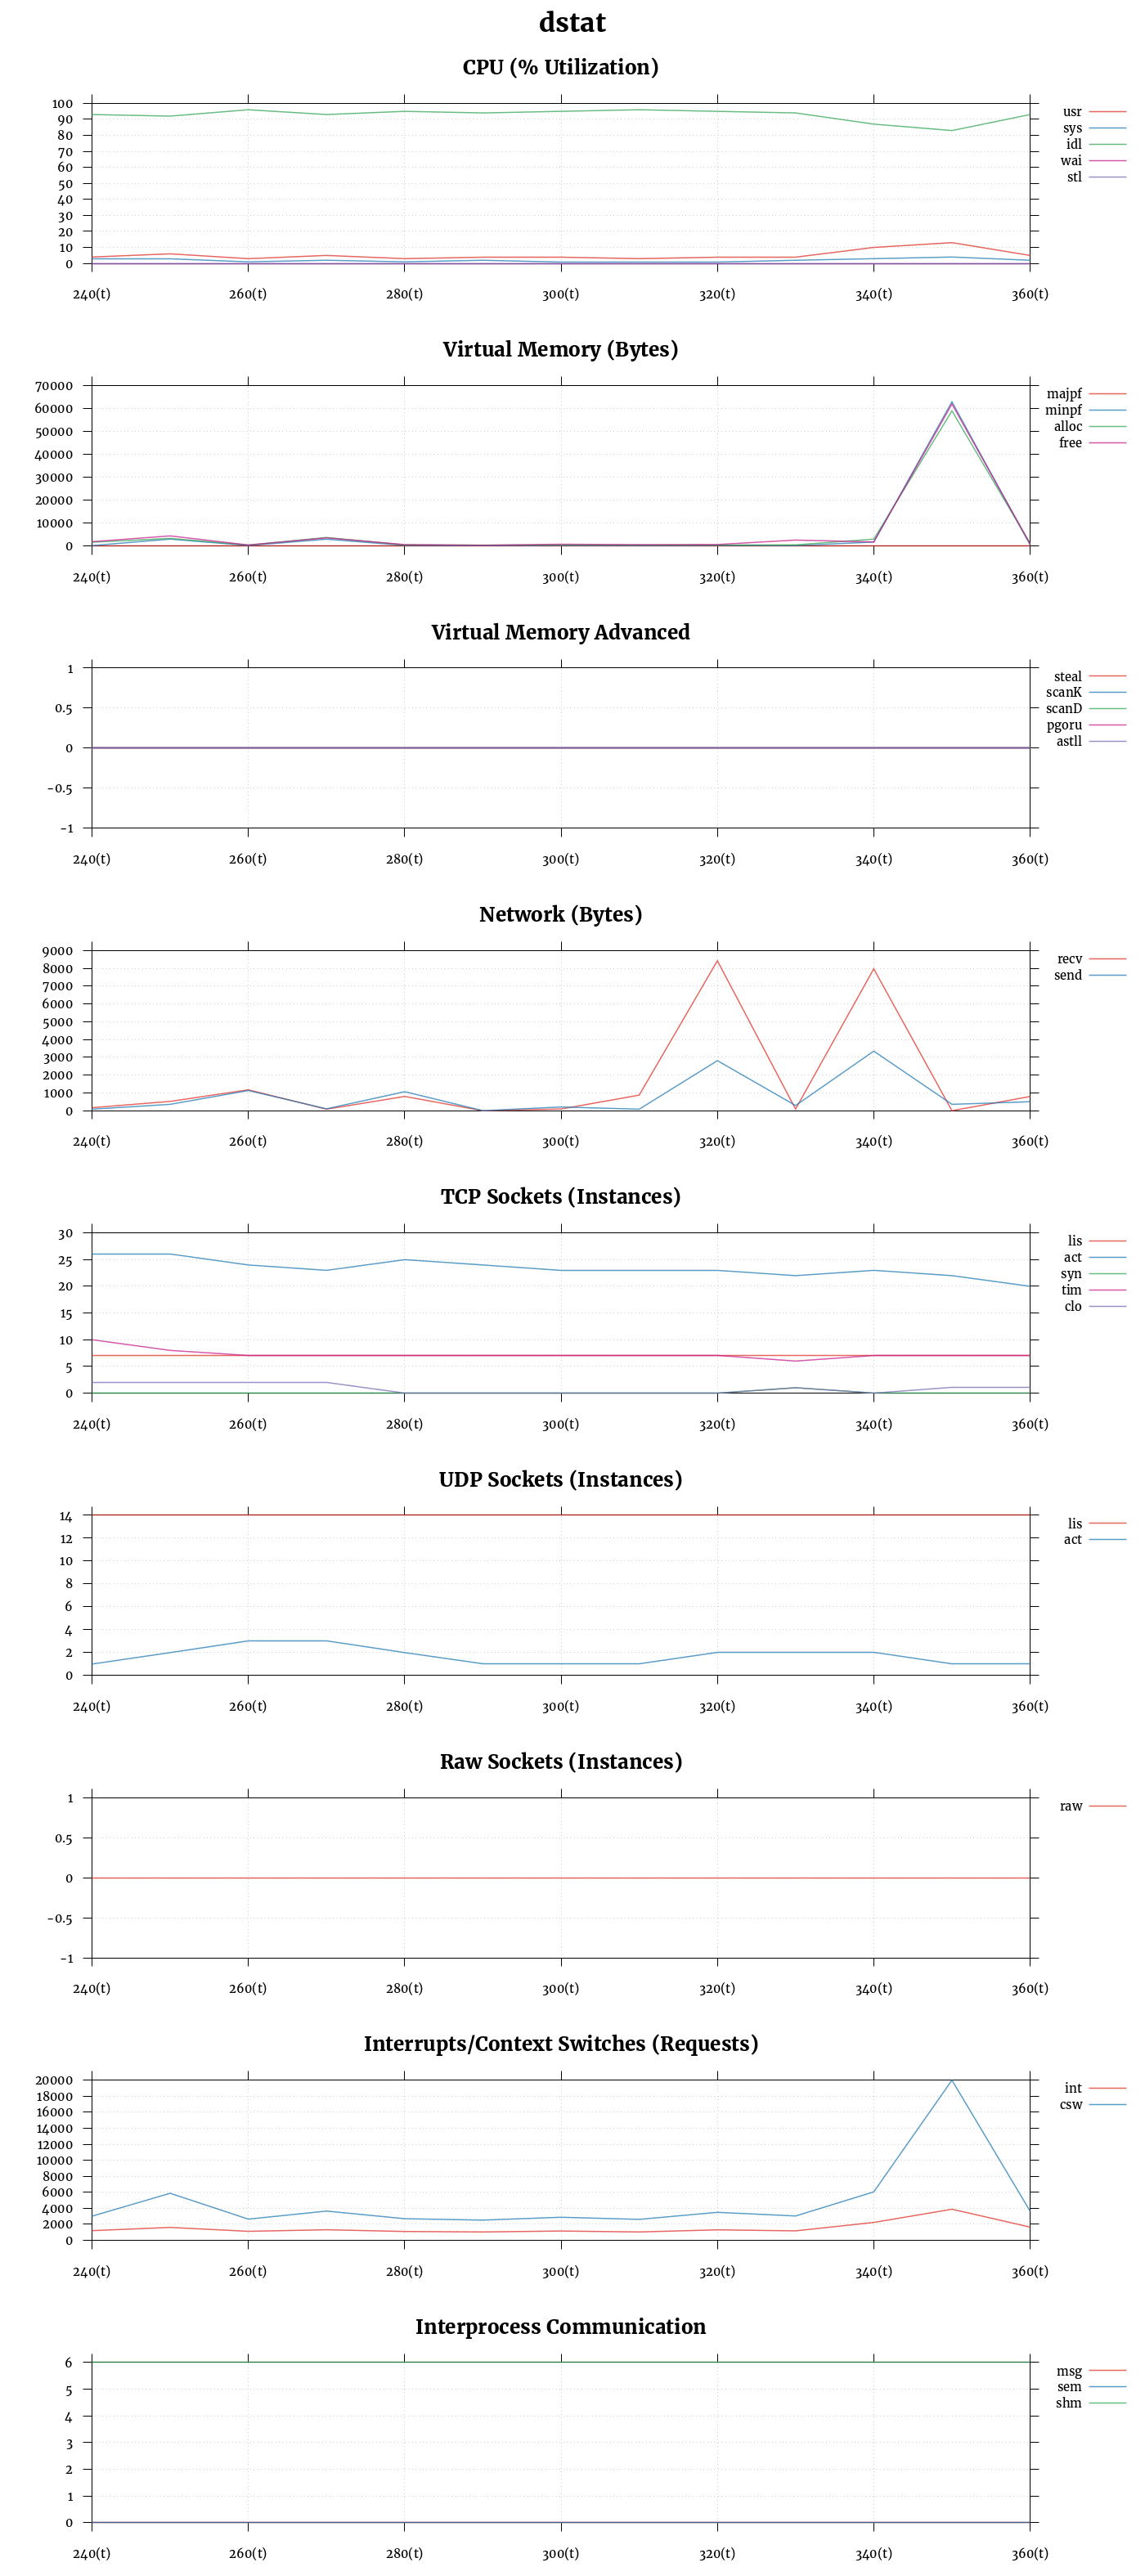 dstat
CPU (% Utilization)
100
90
80
70
60
50
40
30
20
10
0
240(t) 260(t) 280(t) 300(t) 320(t) 340(t) 360(t)
usr
sys
idl
wai
stl
Virtual Memory (Bytes)
70000
60000
50000
40000
30000
20000
10000
0
240(t) 260(t) 280(t) 300(t) 320(t) 340(t) 360(t)
majpf
minpf
alloc
free
Virtual Memory Advanced
1
0.5
0
-0.5
-1
240(t) 260(t) 280(t) 300(t) 320(t) 340(t) 360(t)
steal
scanK
scanD
pgoru
astll
Network (Bytes)
9000
8000
7000
6000
5000
4000
3000
2000
1000
0
240(t) 260(t) 280(t) 300(t) 320(t) 340(t) 360(t)
recv
send
TCP Sockets (Instances)
30
25
20
15
10
5
0
240(t) 260(t) 280(t) 300(t) 320(t) 340(t) 360(t)
lis
act
syn
tim
clo
UDP Sockets (Instances)
14
12
10
8
6
4
2
0
240(t) 260(t) 280(t) 300(t) 320(t) 340(t) 360(t)
lis
act
Raw Sockets (Instances)
1
0.5
0
-0.5
-1
240(t) 260(t) 280(t) 300(t) 320(t) 340(t) 360(t)
raw
Interrupts/Context Switches (Requests)
20000
18000
16000
14000
12000
10000
8000
6000
4000
2000
0
240(t) 260(t) 280(t) 300(t) 320(t) 340(t) 360(t)
int
csw
Interprocess Communication
6
5
4
3
2
1
0
240(t) 260(t) 280(t) 300(t) 320(t) 340(t) 360(t)
msg
sem
shm